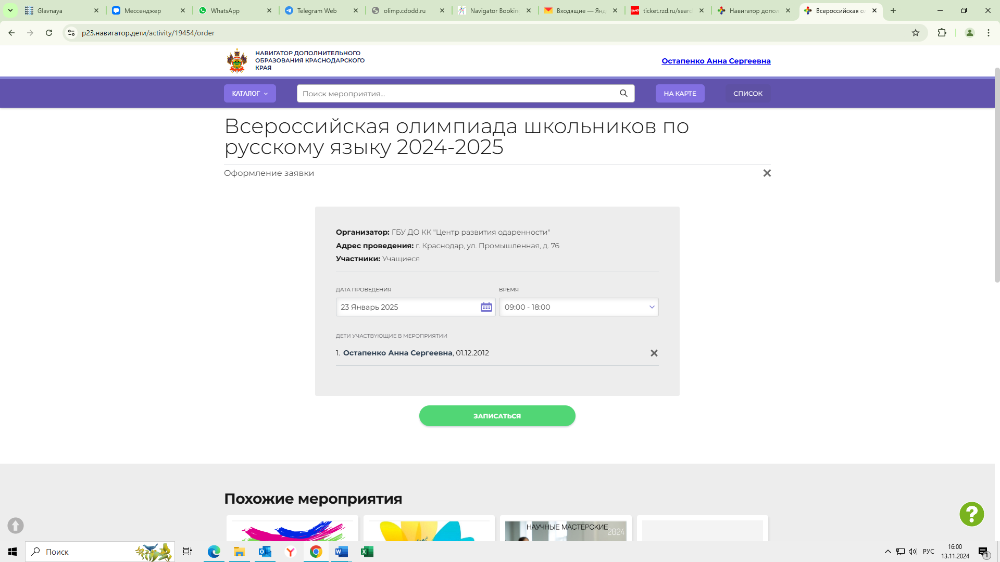 Glavnaya
Мессенджер
WhatsApp
Telegram Web
olimp.cdodd.ru
Navigator Bookin
Входящие — Янд
ticket.rzd.ru/searc
Навигатор допо
Всероссийская о
p23.навигатор.дети/activity/19454/order
НАВИГАТОР ДОПОЛНИТЕЛЬНОГО
ОБРАЗОВАНИЯ КРАСНОДАРСКОГО
КРАЯ
Остапенко Анна Сергеевна
КАТАЛОГ
Поиск мероприятия...
НА КАРТЕ
СПИСОК
Всероссийская олимпиада школьников по
русскому языку 2024-2025
Оформление заявки
Организатор: ГБУ ДО КК "Центр развития одаренности"
Адрес проведения: г. Краснодар, ул. Промышленная, д. 76
Участники: Учащиеся
ДАТА ПРОВЕДЕНИЯ
ВРЕМЯ
23 Январь 2025
09:00 - 18:00
ДЕТИ УЧАСТВУЮЩИЕ В МЕРОПРИЯТИИ
1. Остапенко Анна Сергеевна, 01.12.2012
ЗАПИСАТЬСЯ
Похожие мероприятия
НАУЧНЫЕ МАСТЕРСКИЕ
2024
?
Поиск
РУС
16:00
13.11.2024
1